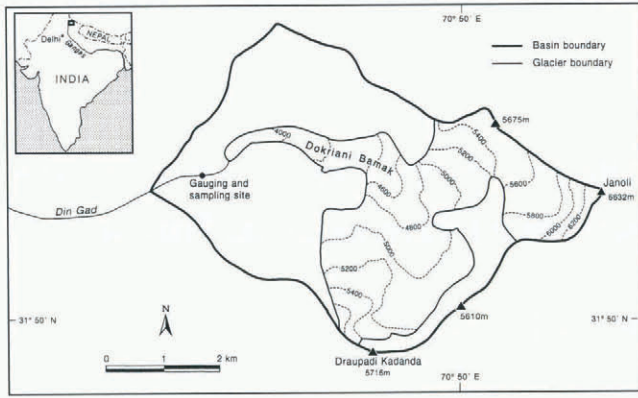 70° 50´ E
Delhi
NEPAL
Ganges
INDIA
Basin boundary
Glacier boundary
5675m
5400
5200
5600
5000
4000
Dokriani Bamak
4600
4800
Janoli
6632m
5800
6000
6200
Gauging and
sampling site
Din Gad
5200
5400
5610m
31° 50´ N
31° 50´ N
N
0 1 2 km
Draupadi Kadanda
5716m
70° 50´ E